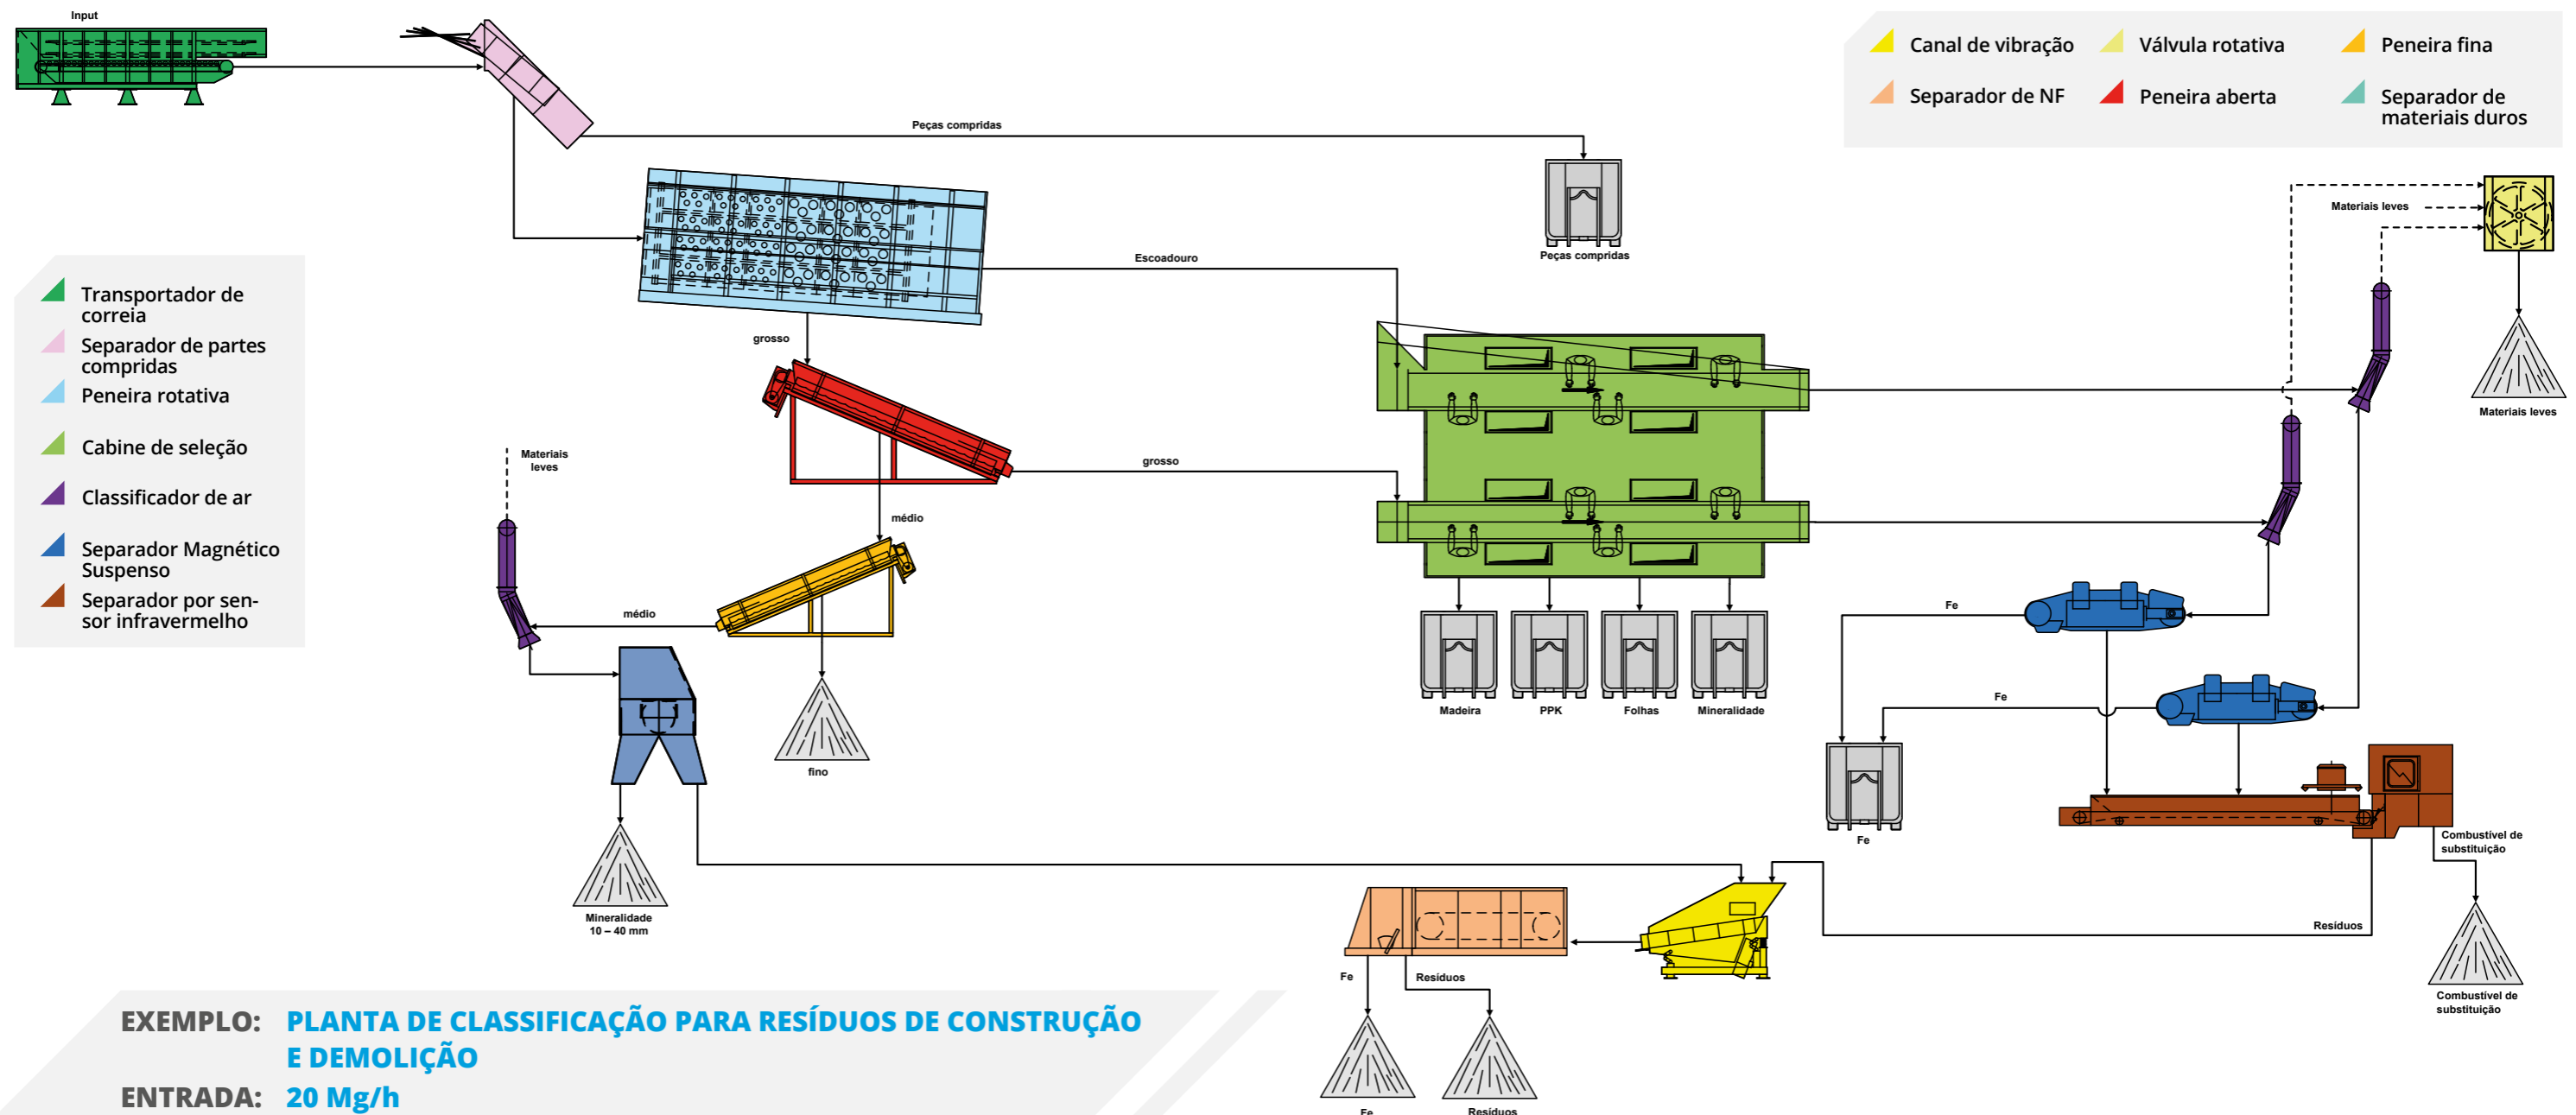 Input
Canal de vibração
Válvula rotativa
Peneira fina
Separador de NF
Peneira aberta
Separador de
materiais duros
Peças compridas
Peças compridas
Materiais leves
Materiais leves
Escoadouro
Transportador de
correia
Separador de partes
compridas
Peneira rotativa
Cabine de seleção
Classificador de ar
Separador Magnético
Suspenso
Separador por sen-
sor infravermelho
grosso
grosso
Materiais
leves
médio
médio
fino
Madeira
PPK
Folhas
Mineralidade
Fe
Fe
Fe
Mineralidade
10 – 40 mm
Combustível de
substituição
Resíduos
Combustível de
substituição
Fe
Resíduos
Fe
Resíduos
EXEMPLO: PLANTA DE CLASSIFICAÇÃO PARA RESÍDUOS DE CONSTRUÇÃO
E DEMOLIÇÃO
ENTRADA: 20 Mg/h